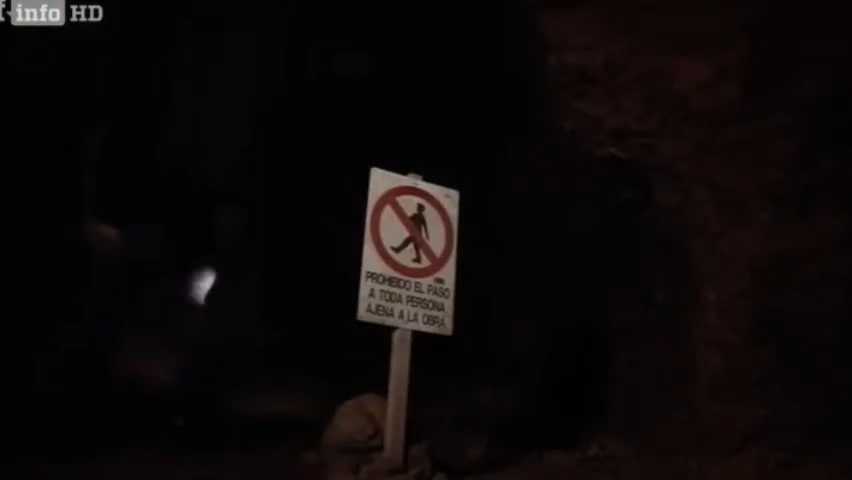 info HD
PROHIBIDO EL PASO
A TODA PERSONA
AJENA A LA OBRA